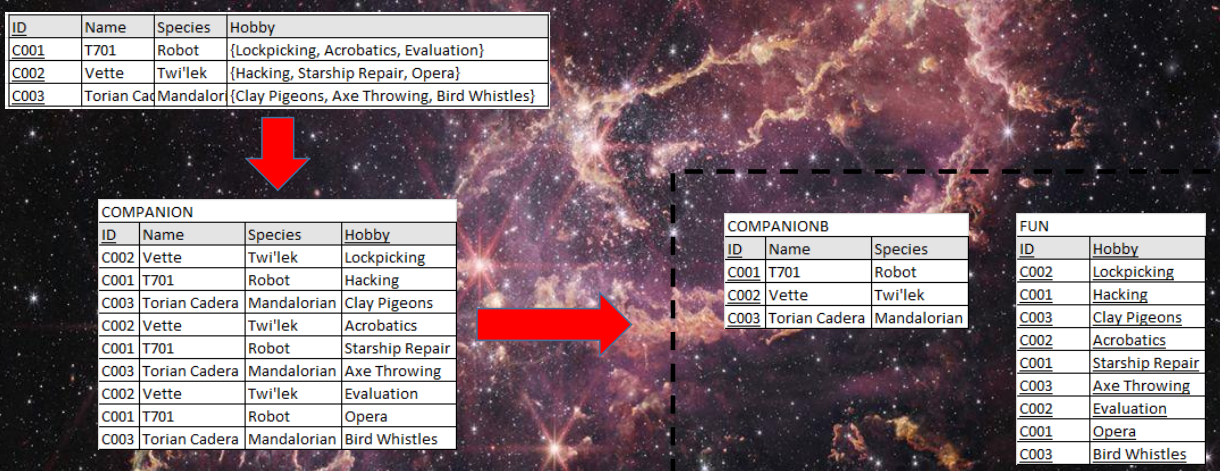 ID Name Species Hobby
C001 T701 Robot {Lockpicking, Acrobatics, Evaluation}
C002 Vette Twi'lek {Hacking, Starship Repair, Opera}
C003 Torian Cad Mandalori {Clay Pigeons, Axe Throwing, Bird Whistles}
COMPANION
ID Name Species Hobby
C002 Vette Twi'lek Lockpicking
C001 T701 Robot Hacking
C003 Torian Cadera Mandalorian Clay Pigeons
C002 Vette Twi'lek Acrobatics
C001 T701 Robot Starship Repair
C003 Torian Cadera Mandalorian Axe Throwing
C002 Vette Twi'lek Evaluation
C001 T701 Robot Opera
C003 Torian Cadera Mandalorian Bird Whistles
COMPANIONB
ID Name Species
C001 T701 Robot
C002 Vette Twi'lek
C003 Torian Cadera Mandalorian
FUN
ID Hobby
C002 Lockpicking
C001 Hacking
C003 Clay Pigeons
C002 Acrobatics
C001 Starship Repair
C003 Axe Throwing
C002 Evaluation
C001 Opera
C003 Bird Whistles